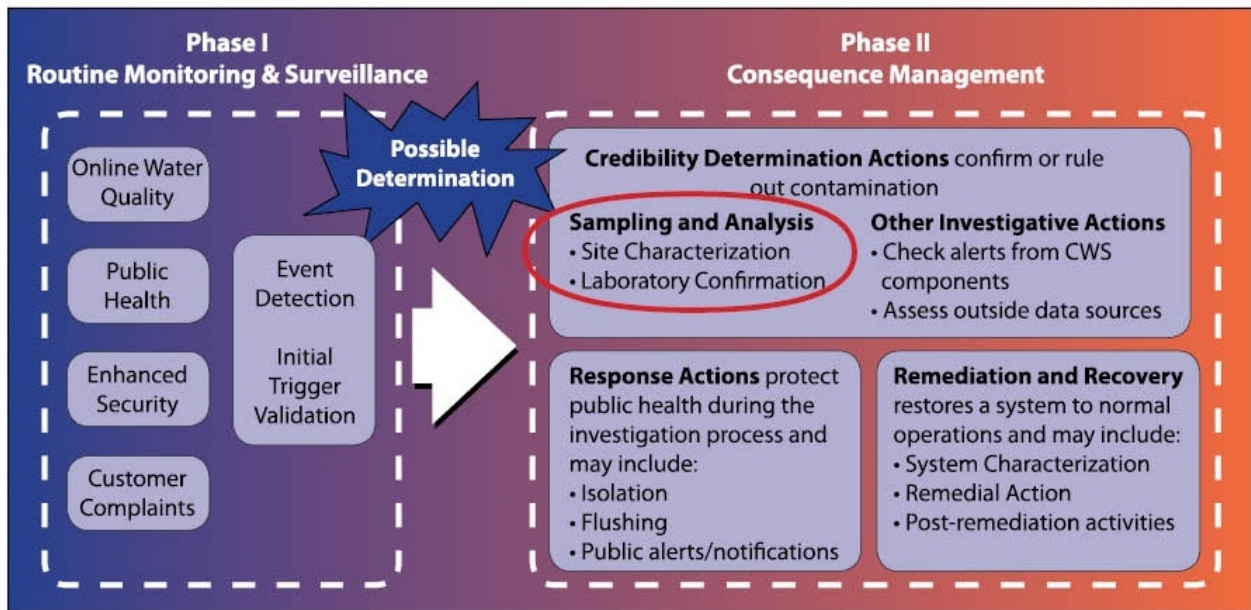 Phase I
Routine Monitoring & Surveillance
Online Water
Quality
Public
Health
Enhanced
Security
Customer
Complaints
Event
Detection
Initial
Trigger
Validation
Possible
Determination
Phase II
Consequence Management
Credibility Determination Actions confirm or rule
out contamination
Sampling and Analysis
• Site Characterization
• Laboratory Confirmation
Other Investigative Actions
• Check alerts from CWS
components
• Assess outside data sources
Response Actions protect
public health during the
investigation process and
may include:
• Isolation
• Flushing
• Public alerts/notifications
Remediation and Recovery
restores a system to normal
operations and may include:
• System Characterization
• Remedial Action
• Post-remediation activities